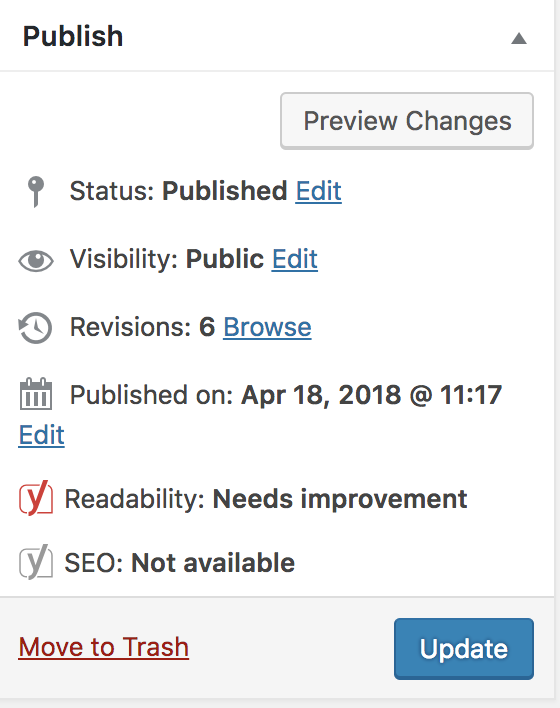 Publish
Preview Changes
Status: Published Edit
Visibility: Public Edit
Revisions: 6 Browse
Published on: Apr 18, 2018 @ 11:17
Edit
Readability: Needs improvement
SEO: Not available
Move to Trash Update